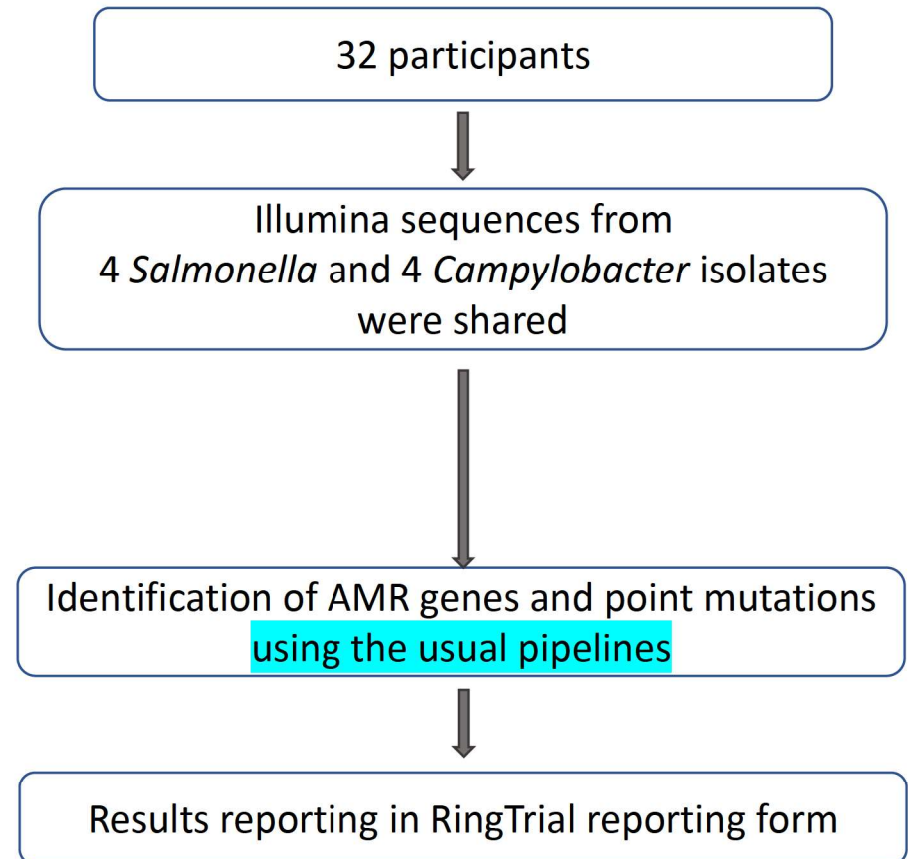 32 participants
Illumina sequences from
4 Salmonella and 4 Campylobacter isolates
were shared
Identification of AMR genes and point mutations
using the usual pipelines
Results reporting in RingTrial reporting form